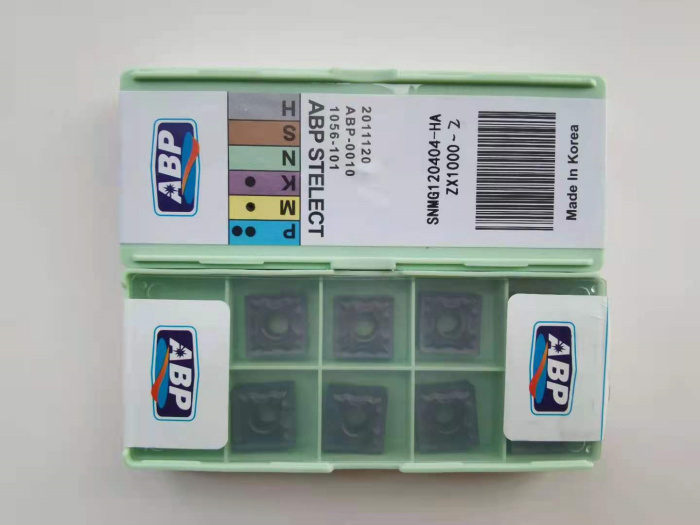 ABP
H
S
N
K
M
P
ABP STELECT
1056-101
ABP-0010
2011120
SNMG120404-HA
ZX1000-Z
Made In Korea
ABP
ABP